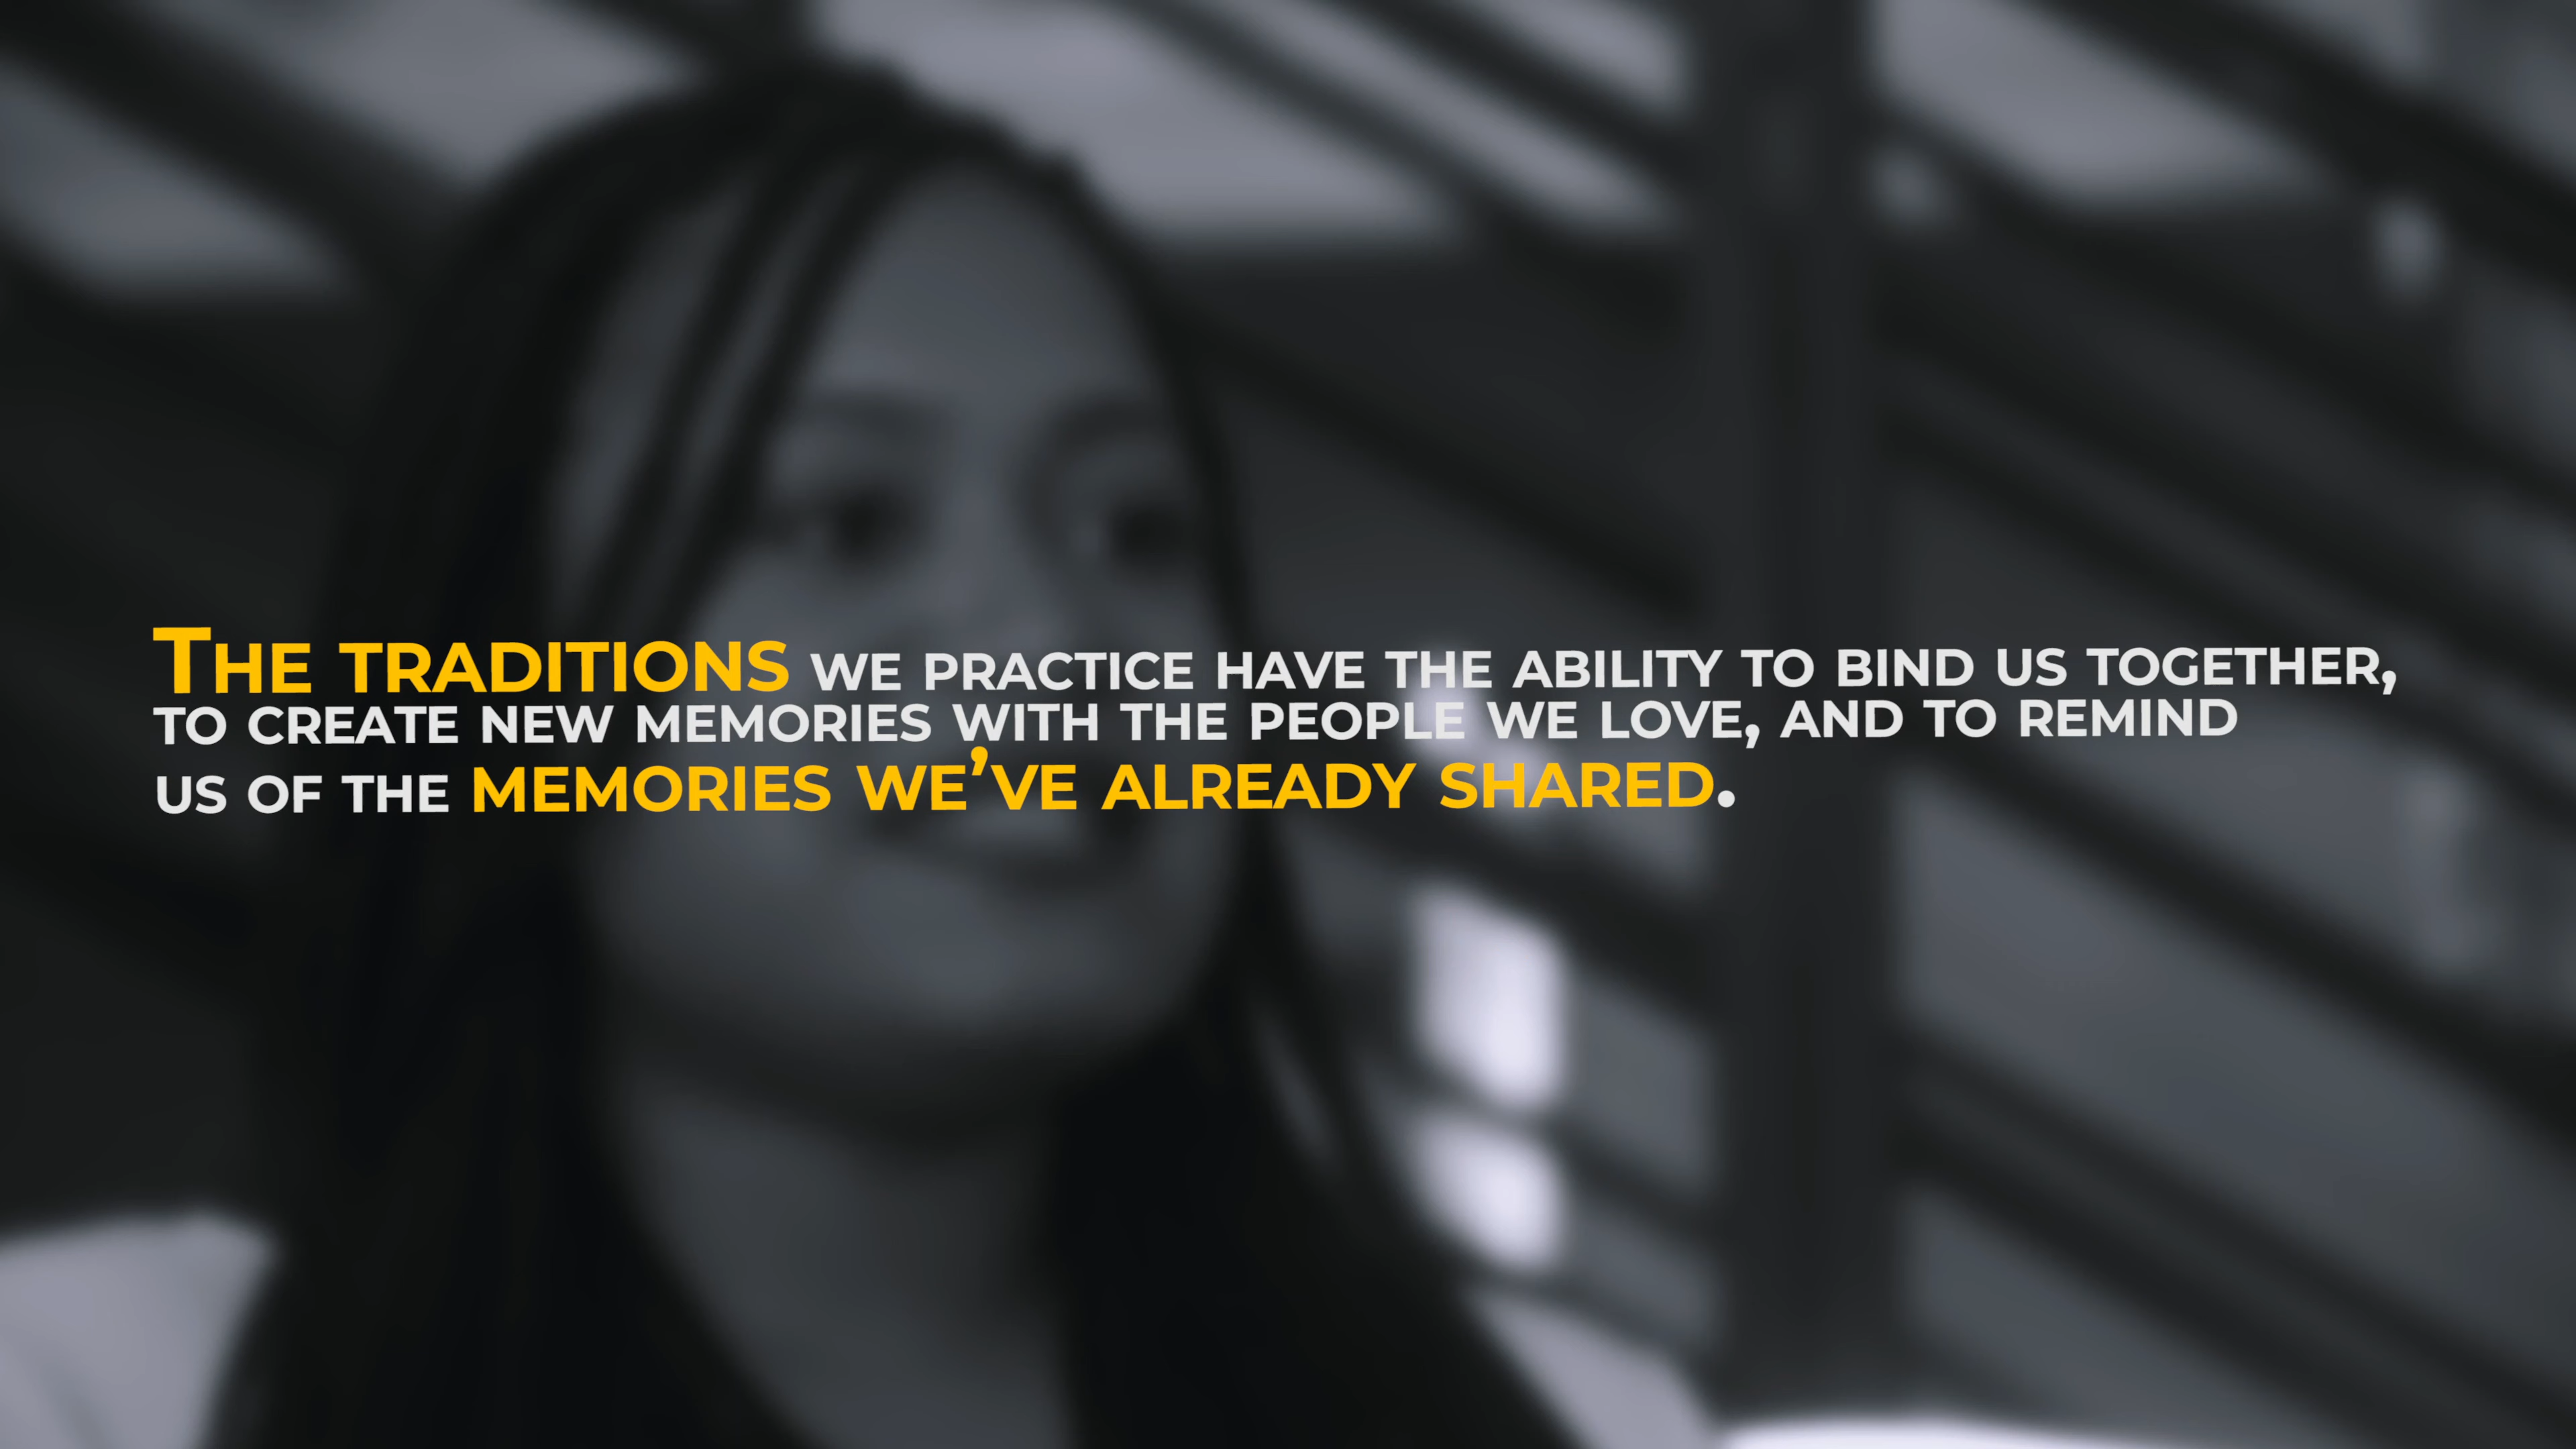 The traditions we practice have the ability to bind us together,
to create new memories with the people we love, and to remind
us of the memories we’ve already shared.